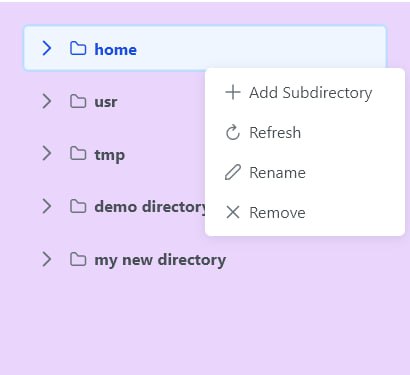 home
Add Subdirectory
usr
Refresh
tmp
Rename
demo directory
Remove
my new directory